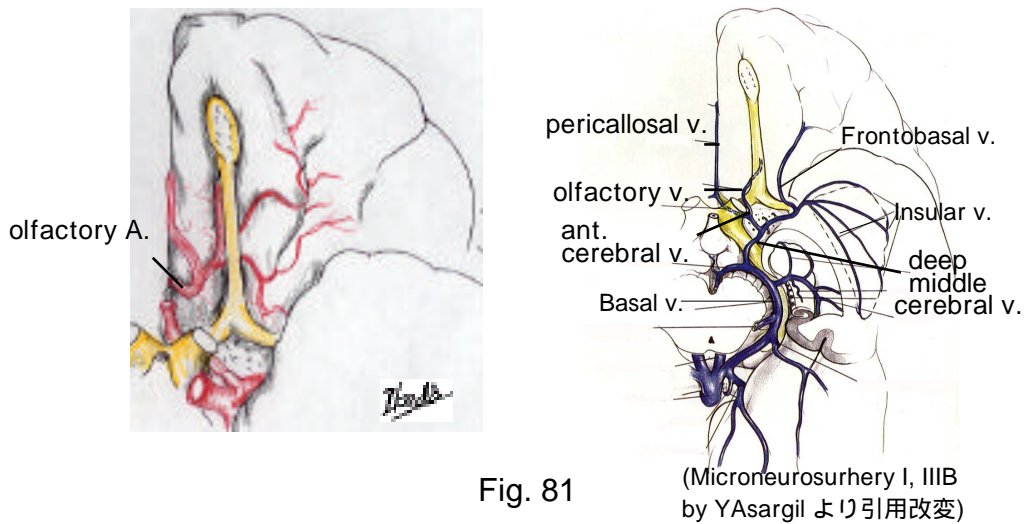 olfactory A.
pericallosal v.
Frontobasal v.
olfactory v.
Insular v.
ant.
cerebral v.
deep
middle
cerebral v.
Basal v.
Fig. 81
(Microneurosurhery I, IIIB
by YAsargil より引用改変)